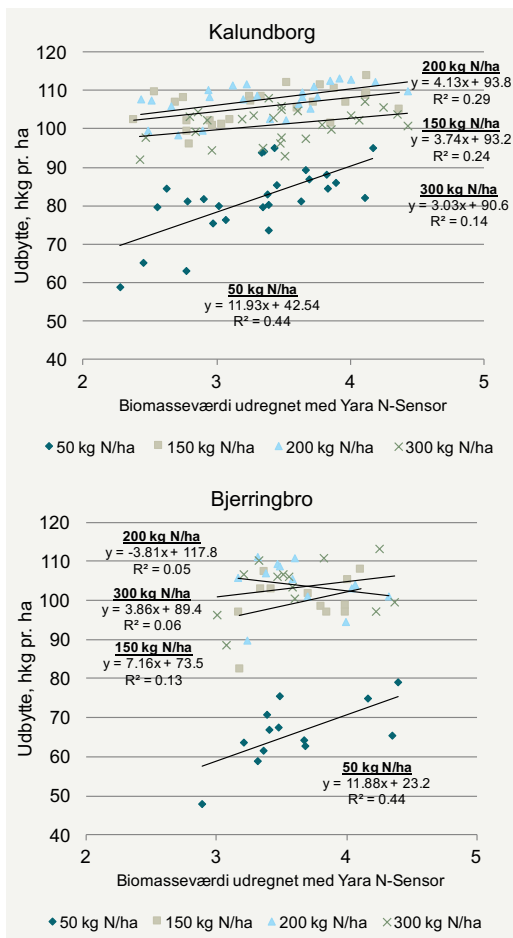 Kalundborg
120
110
100
90
80
70
60
50
40
Udbytte, hkg pr. ha
200 kg N/ha
y = 4.13x + 93.8
R² = 0.29
150 kg N/ha
y = 3.74x + 93.2
R² = 0.24
300 kg N/ha
y = 3.03x + 90.6
R² = 0.14
50 kg N/ha
y = 11.93x + 42.54
R² = 0.44
2 3 4 5
Biomasseværdi udregnet med Yara N-Sensor
50 kg N/ha 150 kg N/ha 200 kg N/ha 300 kg N/ha
Bjerringbro
120
110
100
90
80
70
60
50
40
Udbytte, hkg pr. ha
200 kg N/ha
y = -3.81x + 117.8
R² = 0.05
300 kg N/ha
y = 3.86x + 89.4
R² = 0.06
150 kg N/ha
y = 7.16x + 73.5
R² = 0.13
50 kg N/ha
y = 11.88x + 23.2
R² = 0.44
2 3 4 5
Biomasseværdi udregnet med Yara N-Sensor
50 kg N/ha 150 kg N/ha 200 kg N/ha 300 kg N/ha